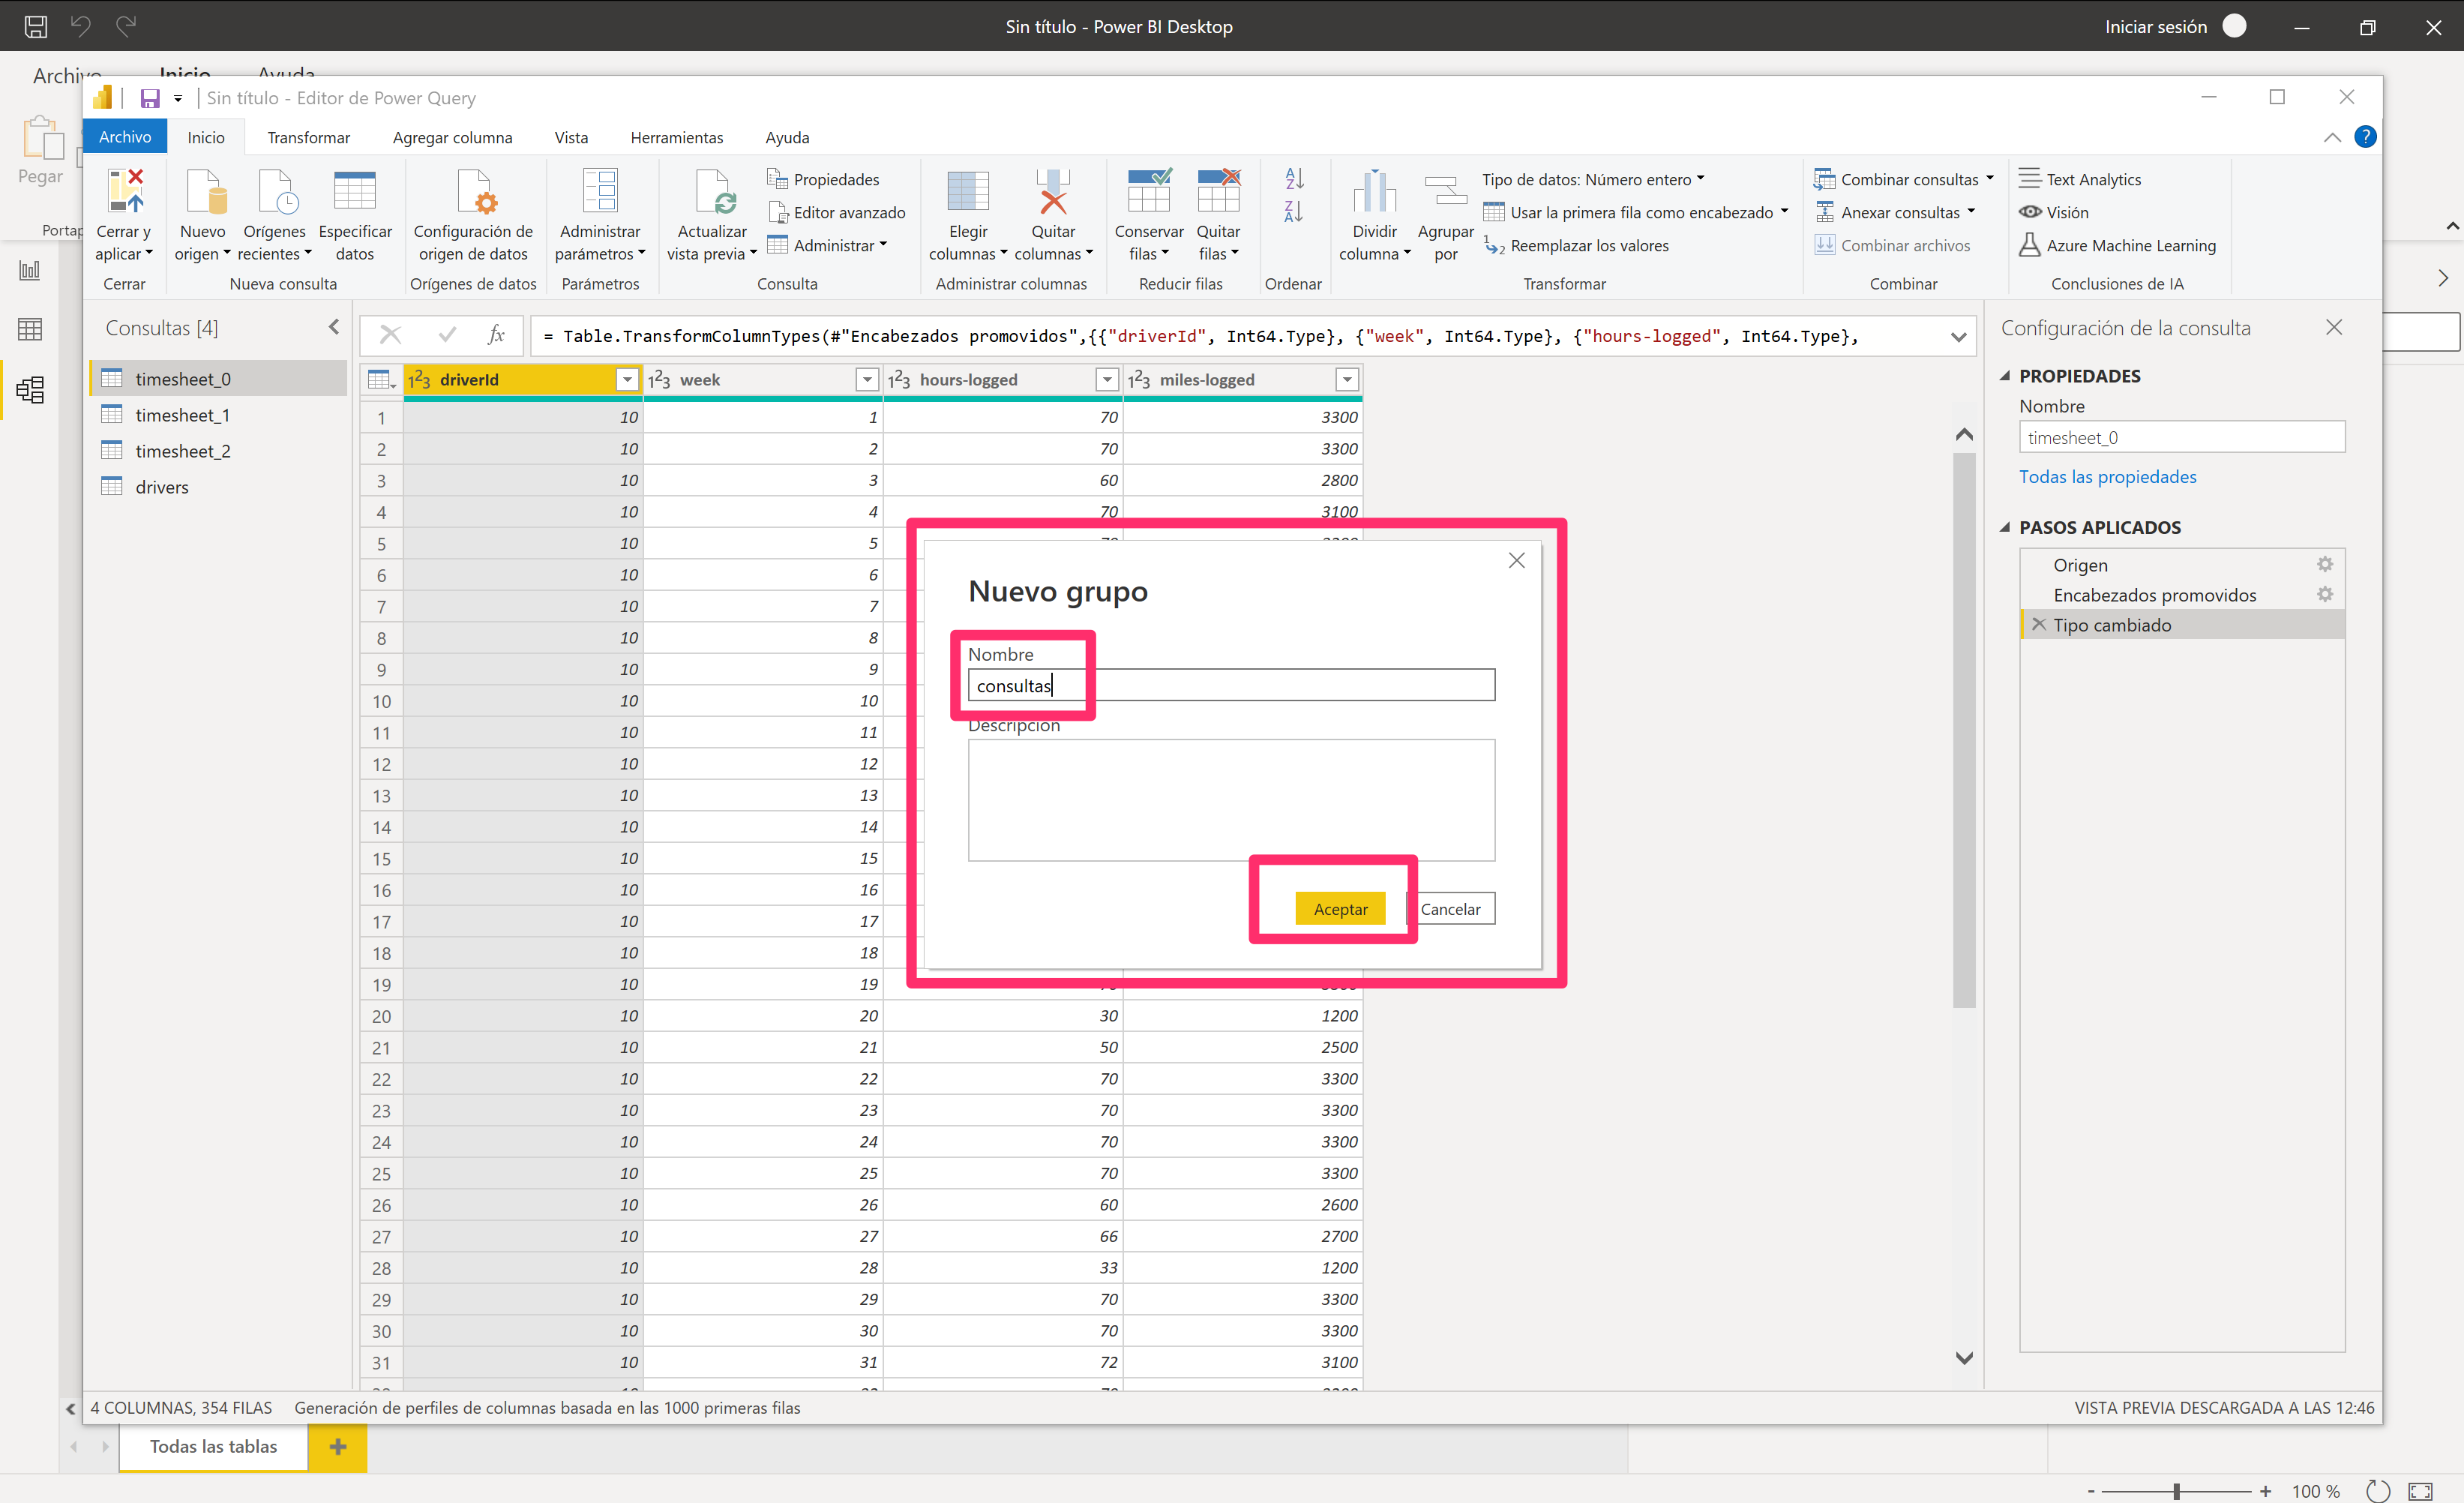 Sin título - Power BI Desktop
Iniciar sesión
Archivo
Inicio
Ayuda
Sin título - Editor de Power Query
Archivo
Inicio
Transformar
Agregar columna
Vista
Herramientas
Ayuda
Pegar
Cerrar y
aplicar
Cerrar
Nuevo
origen
Orígenes
recientes
Especificar
datos
Nueva consulta
Configuración de
origen de datos
Orígenes de datos
Administrar
parámetros
Parámetros
Actualizar
vista previa
Propiedades
Editor avanzado
Administrar
Consulta
Elegir
columnas
Quitar
columnas
Administrar columnas
Conservar
filas
Quitar
filas
Reducir filas
Ordenar
Dividir
columna
Agrupar
por
Tipo de datos: Número entero
Usar la primera fila como encabezado
Reemplazar los valores
Transformar
Combinar consultas
Anexar consultas
Combinar archivos
Combinar
Text Analytics
Visión
Azure Machine Learning
Conclusiones de IA
Portap
Consultas [4]
timesheet_0
timesheet_1
timesheet_2
drivers
fx
= Table.TransformColumnTypes(#"Encabezados promovidos",{{"driverId", Int64.Type}, {"week", Int64.Type}, {"hours-logged", Int64.Type},
driverId week hours-logged miles-logged
1 10 1 70 3300
2 10 2 70 3300
3 10 3 60 2800
4 10 4 70 3100
5 10 5
6 10 6
7 10 7
8 10 8
9 10 9
10 10 10
11 10 11
12 10 12
13 10 13
14 10 14
15 10 15
16 10 16
17 10 17
18 10 18
19 10 19
20 10 20 30 1200
21 10 21 50 2500
22 10 22 70 3300
23 10 23 70 3300
24 10 24 70 3300
25 10 25 70 3300
26 10 26 60 2600
27 10 27 66 2700
28 10 28 33 1200
29 10 29 70 3300
30 10 30 70 3300
31 10 31 72 3100
Nuevo grupo
Nombre
consultas
Descripción
Aceptar
Cancelar
Configuración de la consulta
PROPIEDADES
Nombre
timesheet_0
Todas las propiedades
PASOS APLICADOS
Origen
Encabezados promovidos
Tipo cambiado
4 COLUMNAS, 354 FILAS
Generación de perfiles de columnas basada en las 1000 primeras filas
VISTA PREVIA DESCARGADA A LAS 12:46
Todas las tablas
100 %